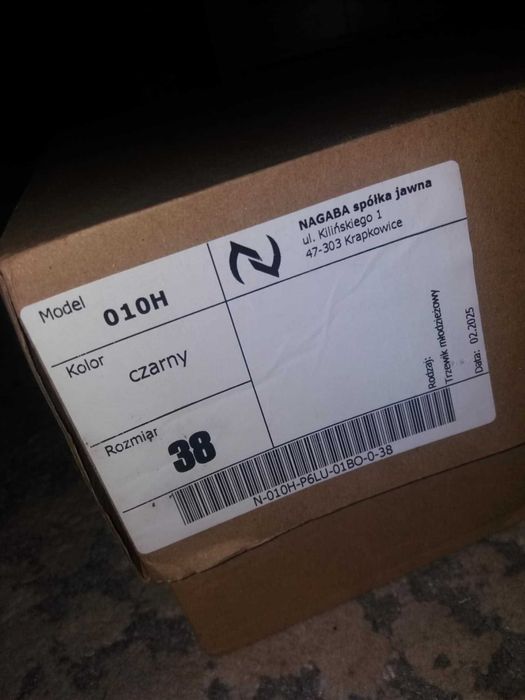 Model 010H
NAGABA spółka jawna
ul. Kilińskiego 1
47-303 Krapkowice
Kolor czarny
Rozmiar 38
Rodzaj:
Trzewik młodzieżowy
Data: 02.2025
N-010H-P6LU-01BO-0-38